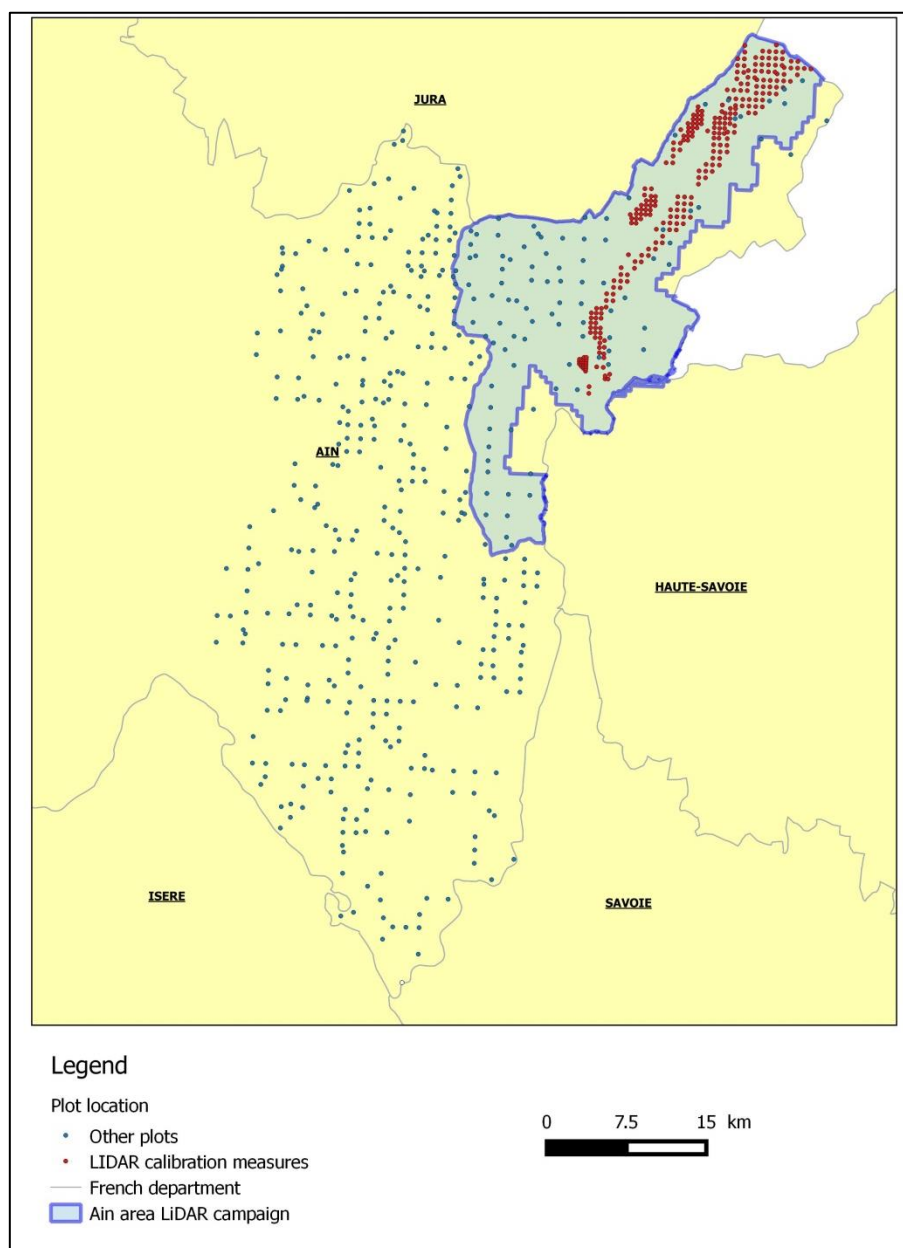 JURA
AIN
HAUTE-SAVOIE
ISERE
SAVOIE
Legend
Plot location
Other plots
LIDAR calibration measures
French department
Ain area LiDAR campaign
0 7.5 15 km